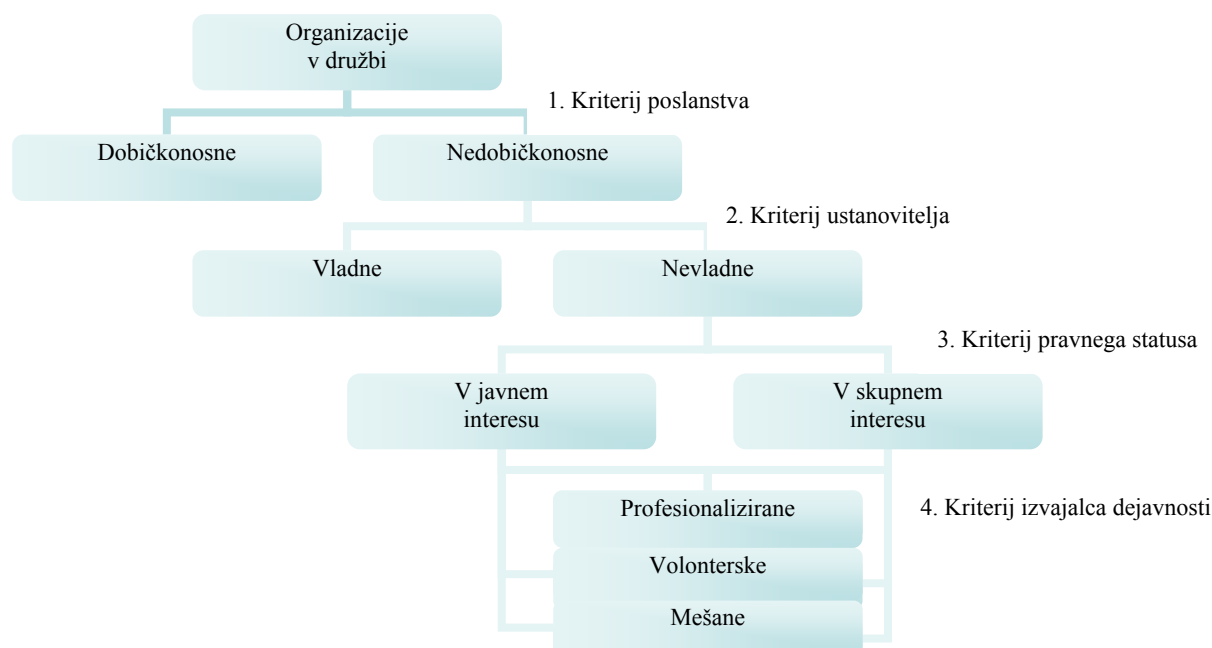 Organizacije
v družbi
1. Kriterij poslanstva
Dobičkonosne
Nedobičkonosne
2. Kriterij ustanovitelja
Vladne
Nevladne
3. Kriterij pravnega statusa
V javnem
interesu
V skupnem
interesu
Profesionalizirane
4. Kriterij izvajalca dejavnosti
Volonterske
Mešane